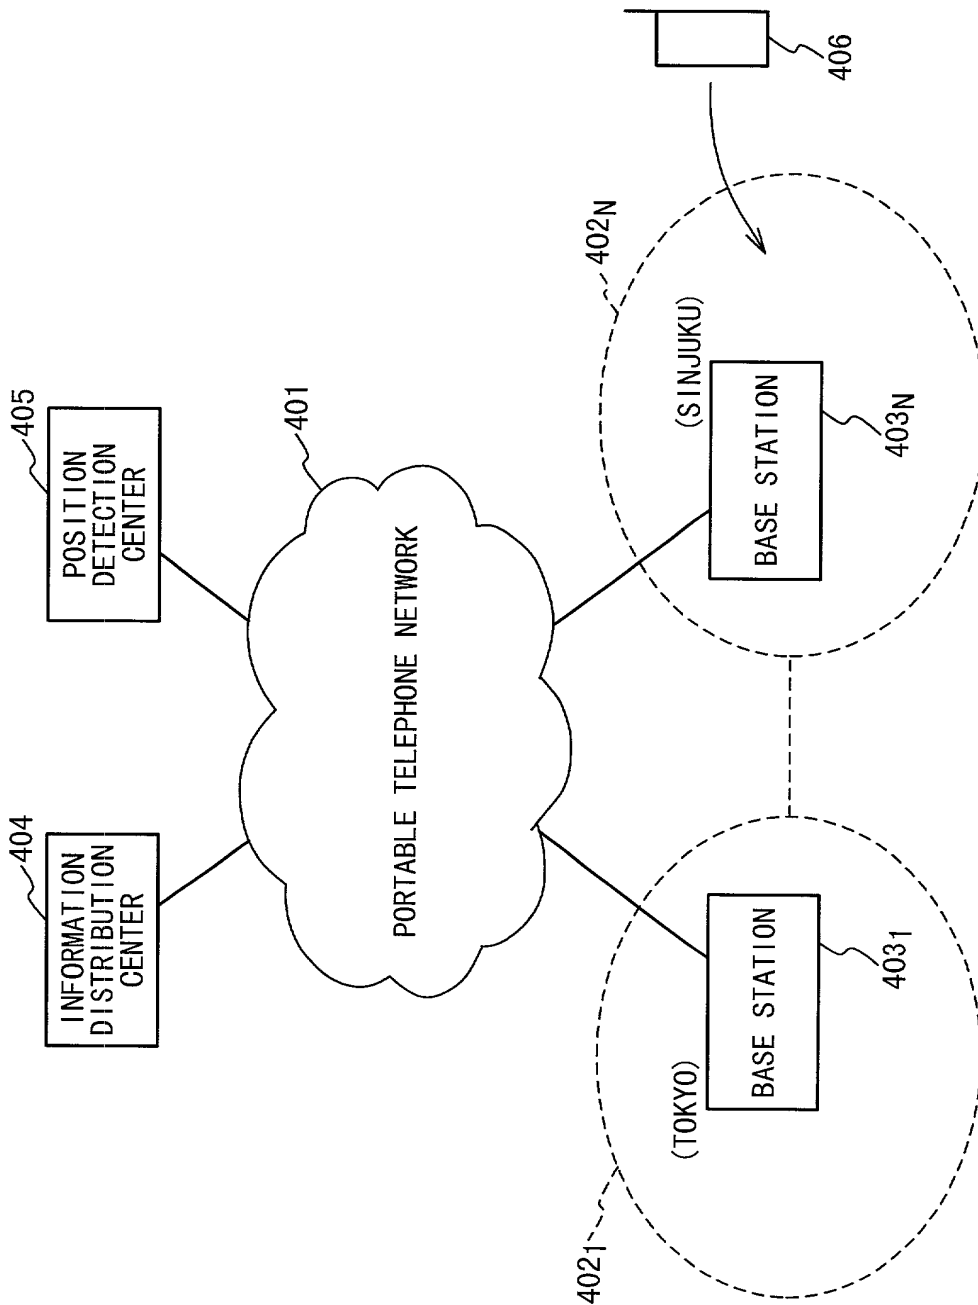 404
INFORMATION
DISTRIBUTION
CENTER
405
POSITION
DETECTION
CENTER
401
PORTABLE TELEPHONE NETWORK
402₁
(TOKYO)
BASE STATION
403₁
402N
(SINJUKU)
BASE STATION
403N
406